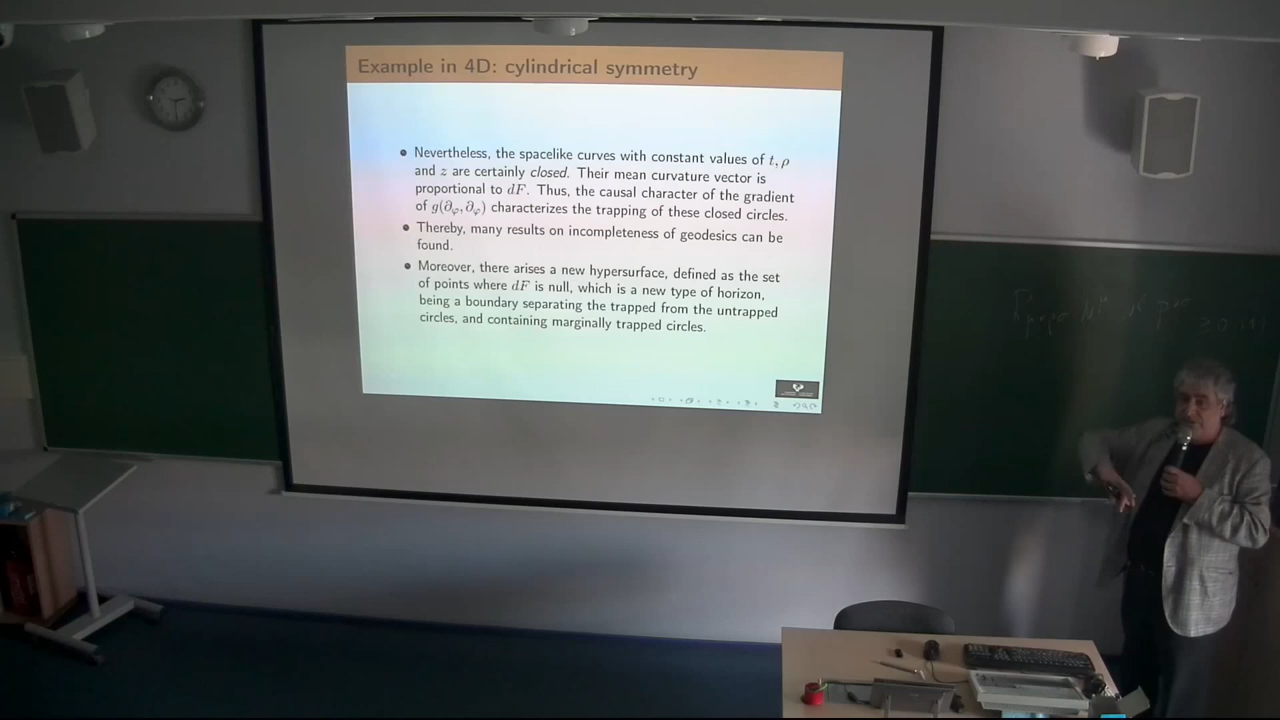 Example in 4D: cylindrical symmetry
• Nevertheless, the spacelike curves with constant values of t, ρ
and z are certainly closed. Their mean curvature vector is
proportional to dF. Thus, the causal character of the gradient
of g(∂φ, ∂φ) characterizes the trapping of these closed circles.
• Thereby, many results on incompleteness of geodesics can be
found.
• Moreover, there arises a new hypersurface, defined as the set
of points where dF is null, which is a new type of horizon,
being a boundary separating the trapped from the untrapped
circles, and containing marginally trapped circles.